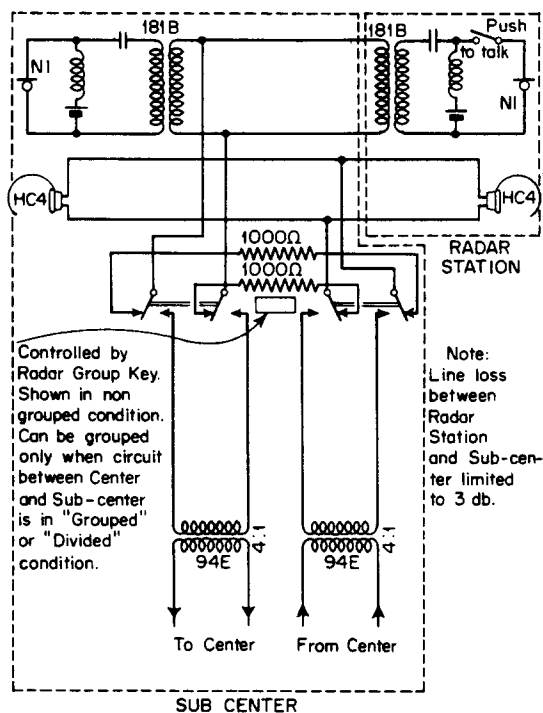 181B
181B
Push
to talk
N1
N1
HC4
HC4
1000Ω
1000Ω
RADAR
STATION
Controlled by
Radar Group Key.
Shown in non
grouped condition.
Can be grouped
only when circuit
between Center
and Sub-center
is in "Grouped"
or "Divided"
condition.
Note:
Line loss
between
Radar
Station
and Sub-cen-
ter limited
to 3 db.
94E
4:1
94E
4:1
To Center
From Center
SUB CENTER